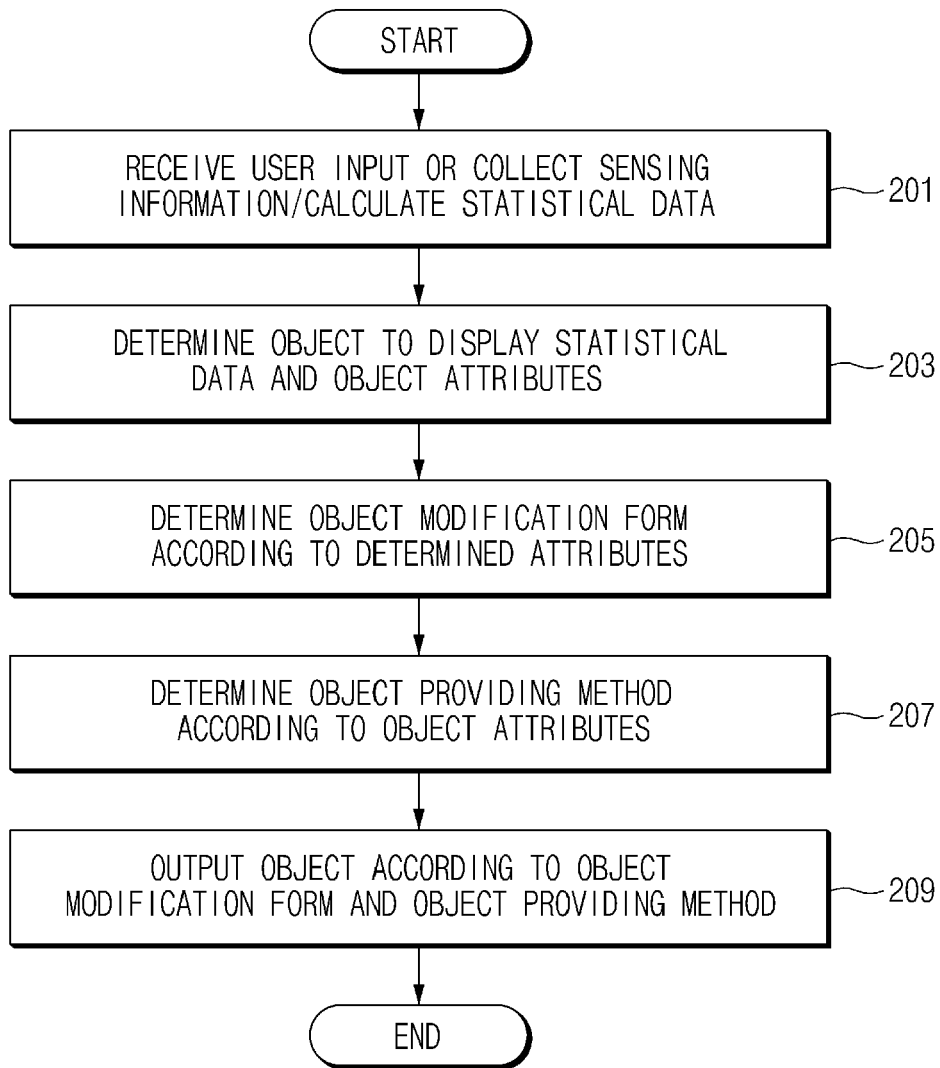 START
RECEIVE USER INPUT OR COLLECT SENSING
INFORMATION/CALCULATE STATISTICAL DATA
201
DETERMINE OBJECT TO DISPLAY STATISTICAL
DATA AND OBJECT ATTRIBUTES
203
DETERMINE OBJECT MODIFICATION FORM
ACCORDING TO DETERMINED ATTRIBUTES
205
DETERMINE OBJECT PROVIDING METHOD
ACCORDING TO OBJECT ATTRIBUTES
207
OUTPUT OBJECT ACCORDING TO OBJECT
MODIFICATION FORM AND OBJECT PROVIDING METHOD
209
END